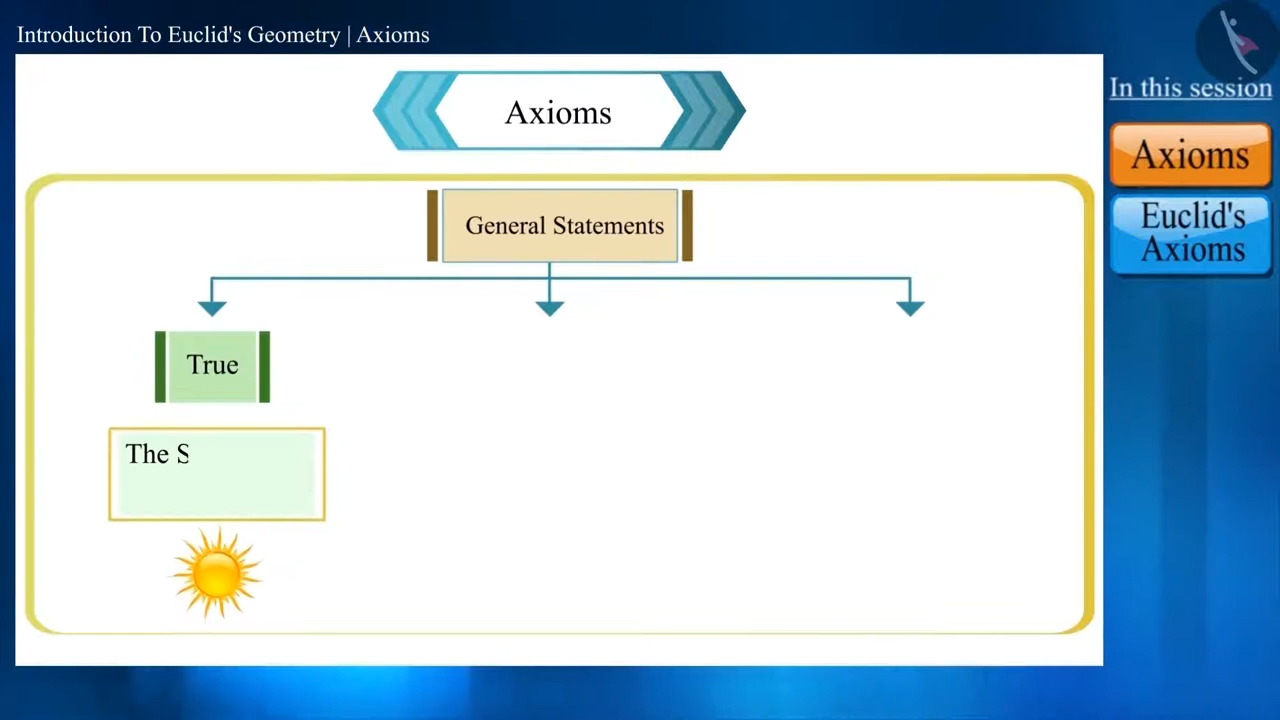 Introduction To Euclid's Geometry | Axioms
In this session
Axioms
Axioms
Euclid's
Axioms
General Statements
True
The S